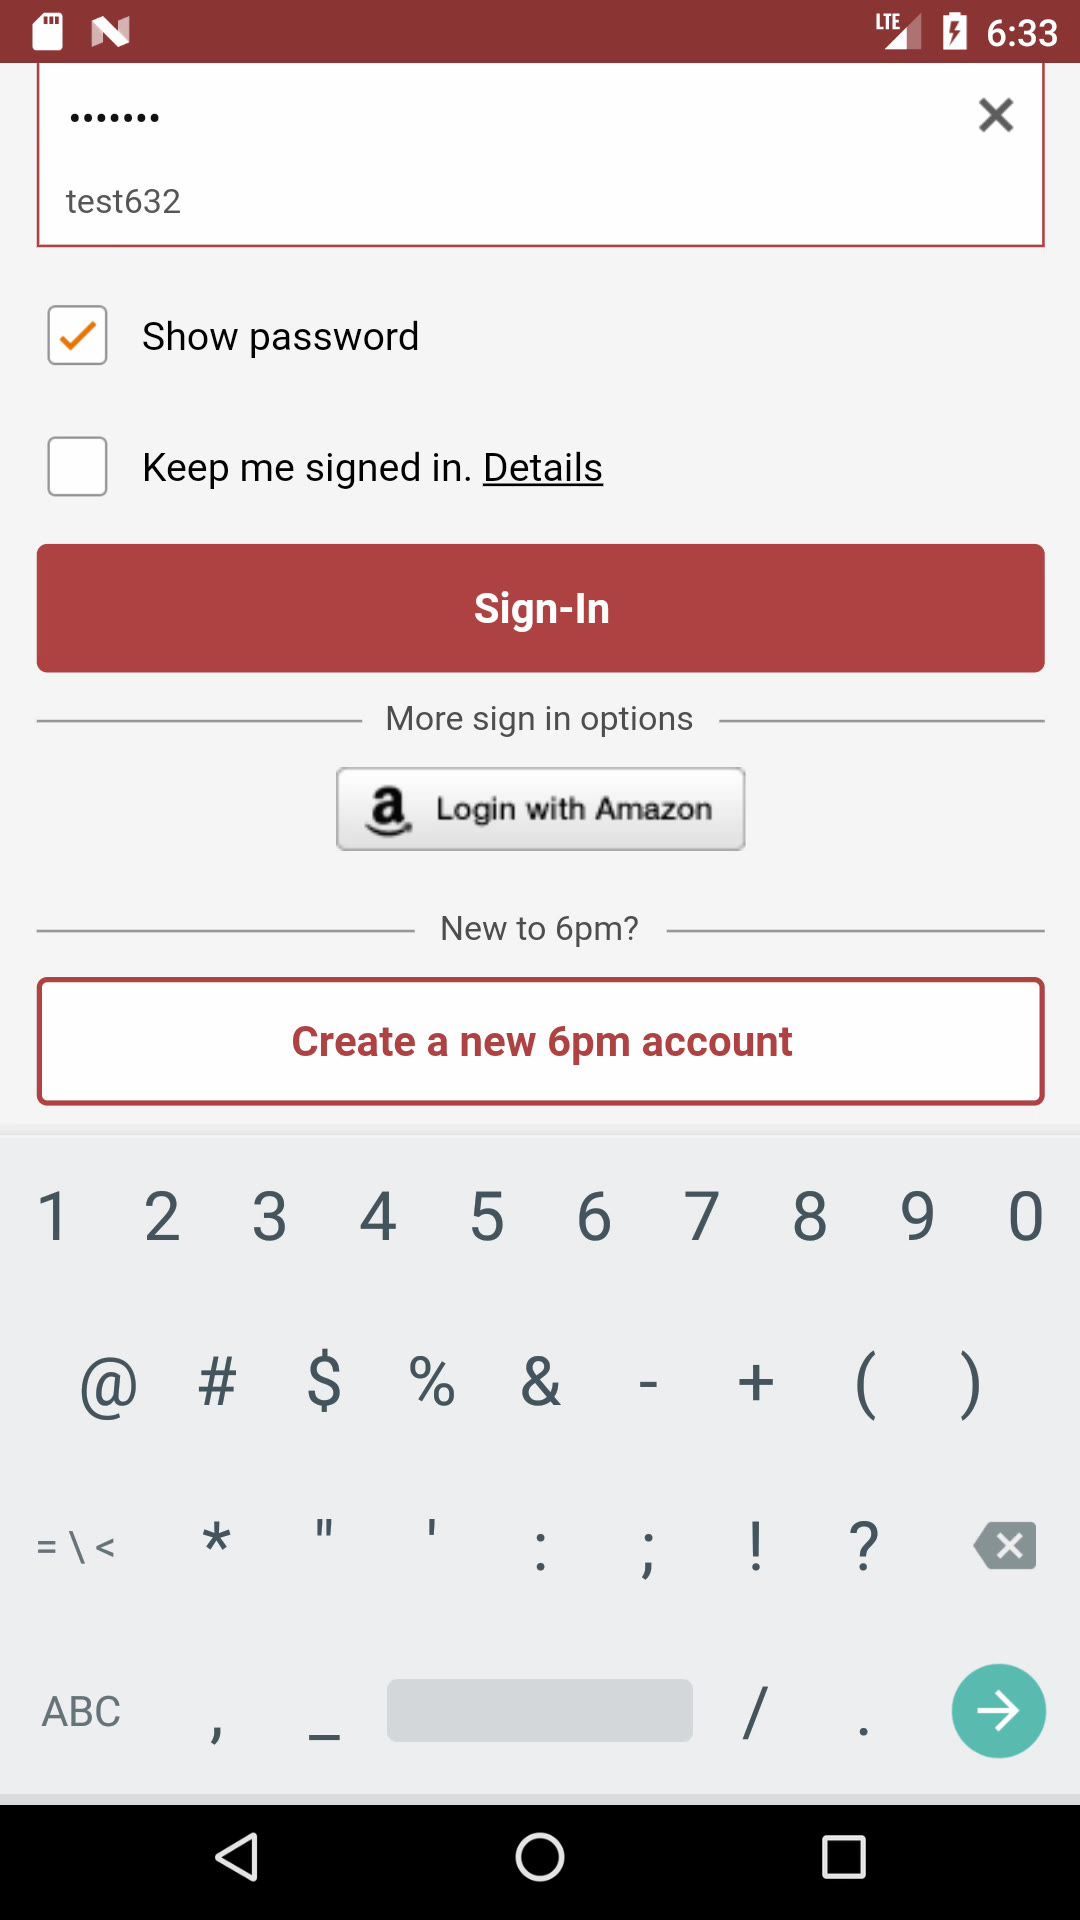 LTE 6:33
•••••••
test632
Show password
Keep me signed in. Details
Sign-In
More sign in options
a Login with Amazon
New to 6pm?
Create a new 6pm account
1 2 3 4 5 6 7 8 9 0
@ # $ % & - + ( )
= \ < * " ' : ; ! ?
ABC , _ / .